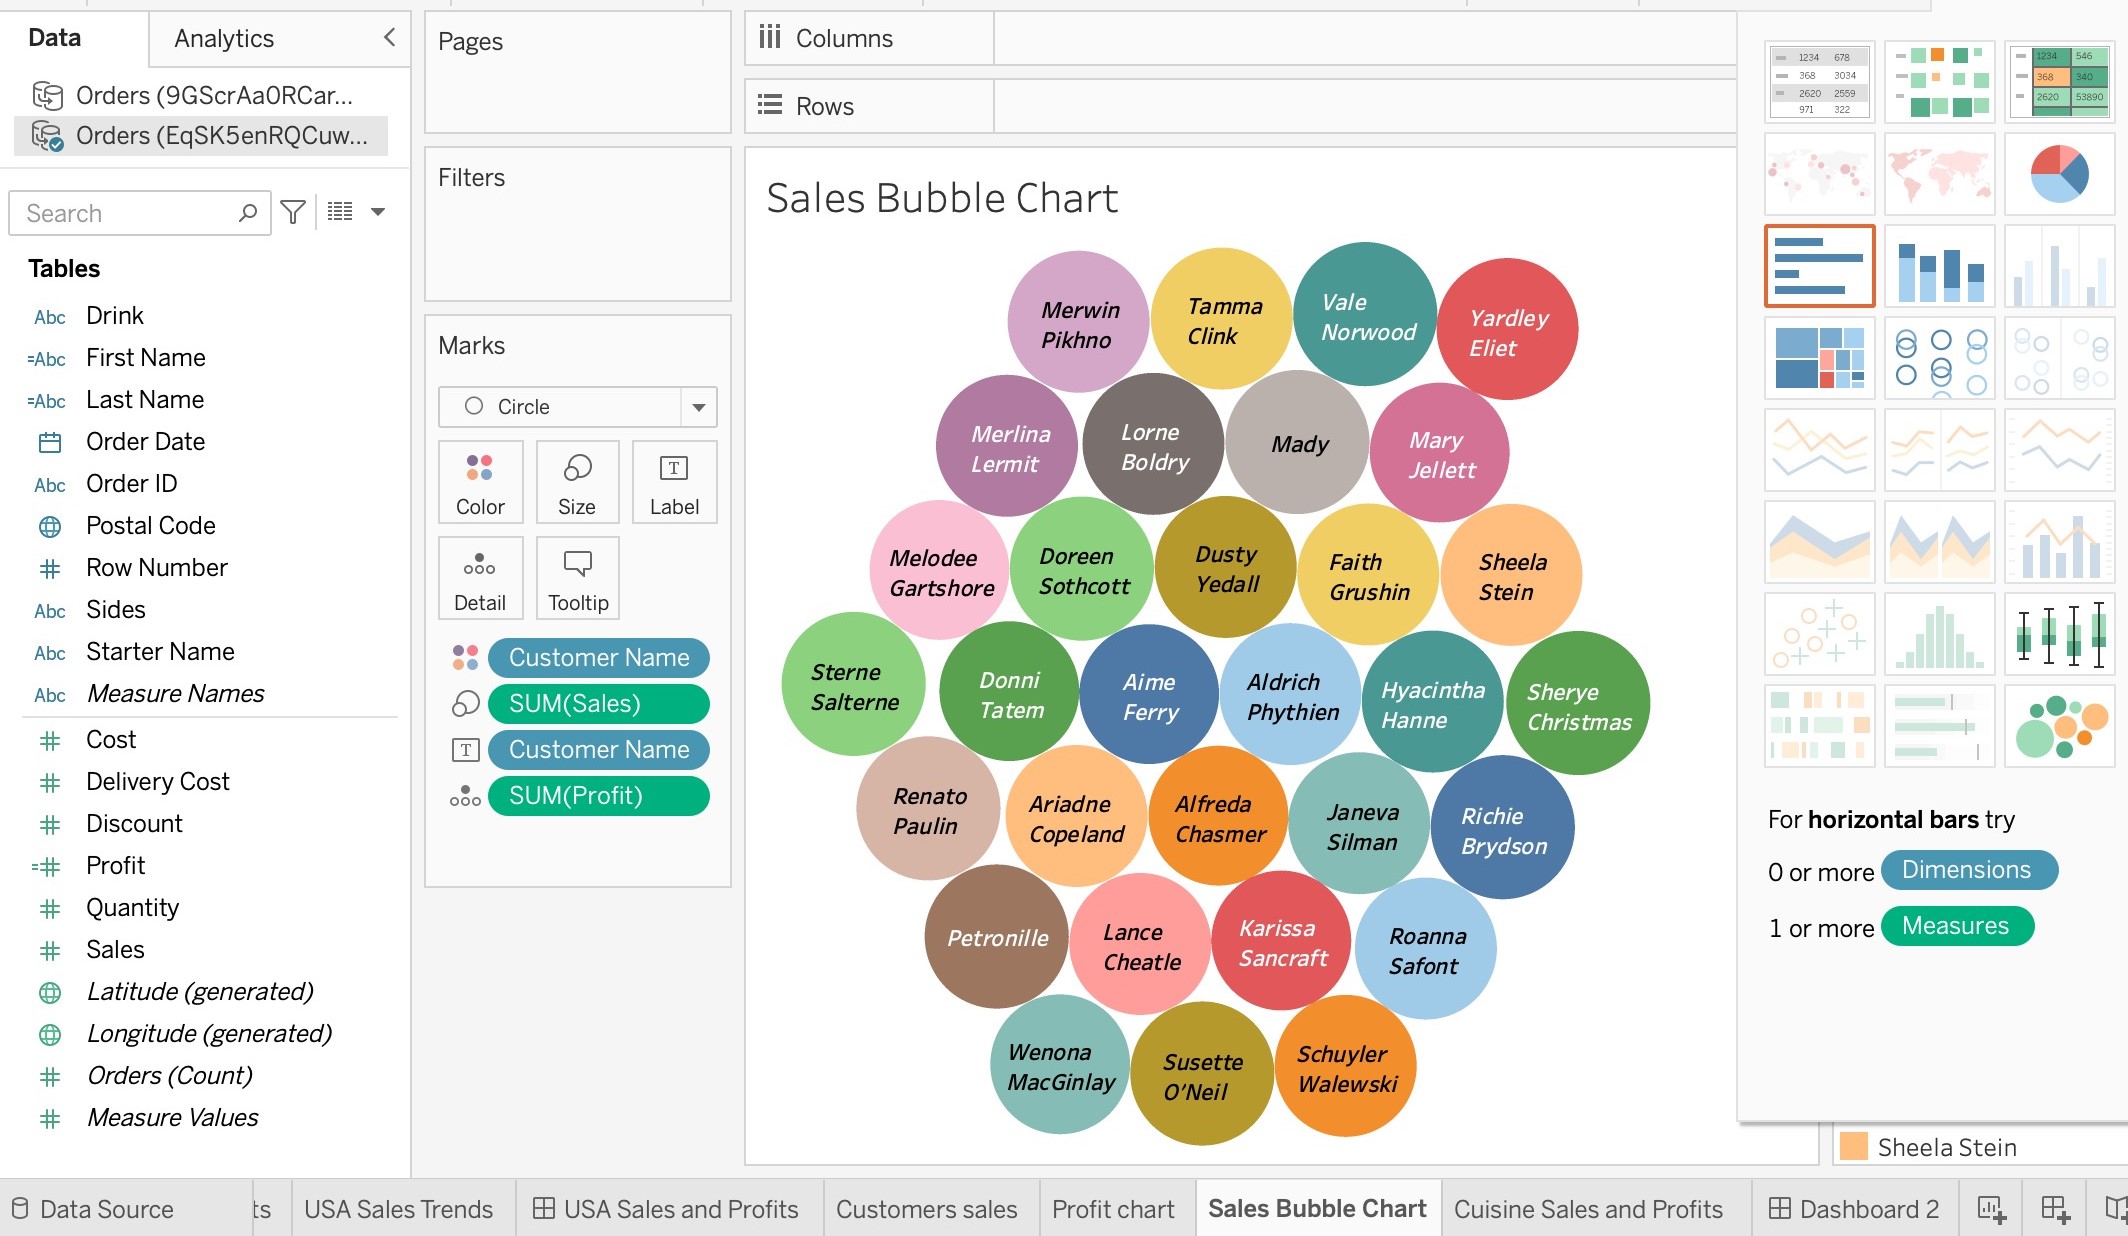 Data
Analytics
Orders (9GScrAa0RCar...
Orders (EqSK5enRQCuw...
Search
Tables
Abc Drink
=Abc First Name
=Abc Last Name
Order Date
Abc Order ID
Postal Code
# Row Number
Abc Sides
Abc Starter Name
Abc Measure Names
# Cost
# Delivery Cost
# Discount
=# Profit
# Quantity
# Sales
Latitude (generated)
Longitude (generated)
# Orders (Count)
# Measure Values
Pages
Filters
Marks
Circle
Color
Size
T
Label
Detail
Tooltip
Customer Name
SUM(Sales)
T Customer Name
SUM(Profit)
Columns
Rows
Sales Bubble Chart
Merwin
Pikhno
Tamma
Clink
Vale
Norwood
Yardley
Eliet
Merlina
Lermit
Lorne
Boldry
Mady
Mary
Jellett
Melodee
Gartshore
Doreen
Sothcott
Dusty
Yedall
Faith
Grushin
Sheela
Stein
Sterne
Salterne
Donni
Tatem
Aime
Ferry
Aldrich
Phythien
Hyacintha
Hanne
Sherye
Christmas
Renato
Paulin
Ariadne
Copeland
Alfreda
Chasmer
Janeva
Silman
Richie
Brydson
Petronille
Lance
Cheatle
Karissa
Sancraft
Roanna
Safont
Wenona
MacGinlay
Susette
O'Neil
Schuyler
Walewski
1234 678
368 3034
2620 2559
971 322
1234 546
368 340
2620 53890
For horizontal bars try
0 or more Dimensions
1 or more Measures
Sheela Stein
Data Source
ts
USA Sales Trends
USA Sales and Profits
Customers sales
Profit chart
Sales Bubble Chart
Cuisine Sales and Profits
Dashboard 2